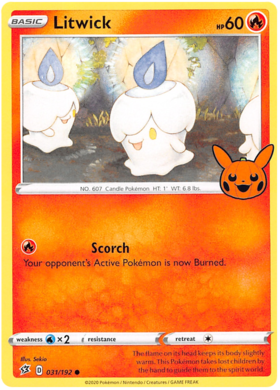 BASIC Litwick HP 60
NO. 607 Candle Pokémon HT: 1' WT: 6.8 lbs.
Scorch
Your opponent's Active Pokémon is now Burned.
weakness ×2 resistance retreat
Illus. Sekio
D 031/192
The flame on its head keeps its body slightly
warm. This Pokémon takes lost children by
the hand to guide them to the spirit world.
©2020 Pokémon / Nintendo / Creatures / GAME FREAK